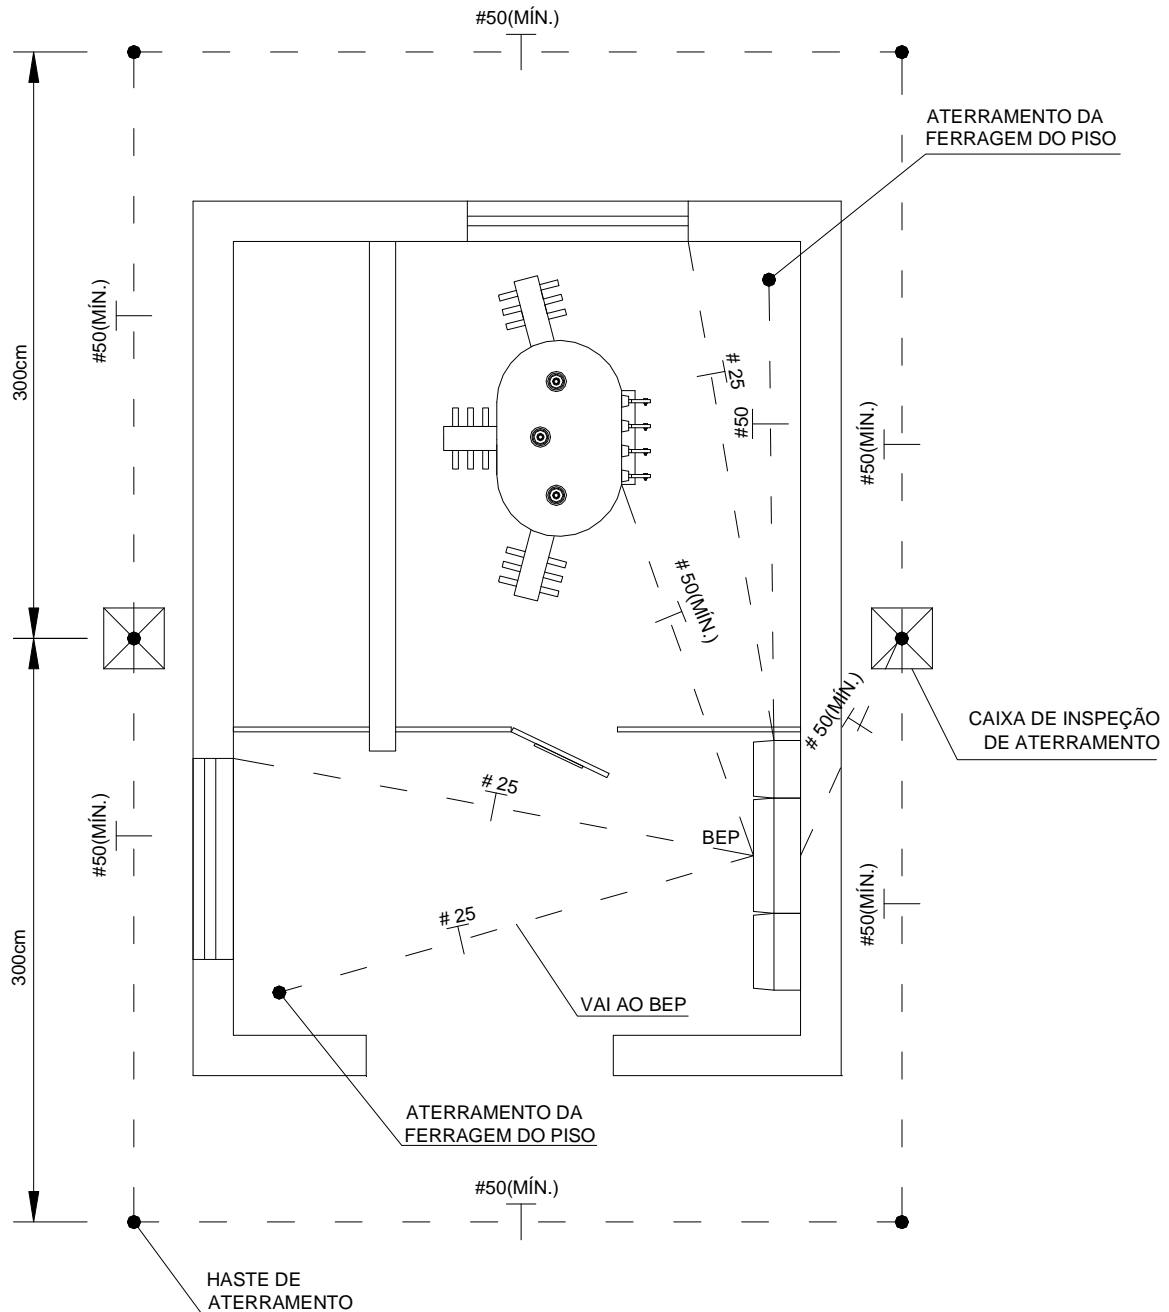 #50(MÍN.)
ATERRAMENTO DA
FERRAGEM DO PISO
#50(MÍN.)
300cm
# 25
#50
#50(MÍN.)
# 50(MÍN.)
# 50(MÍN.)
CAIXA DE INSPEÇÃO
DE ATERRAMENTO
# 25
BEP
#50(MÍN.)
#50(MÍN.)
# 25
300cm
VAI AO BEP
ATERRAMENTO DA
FERRAGEM DO PISO
#50(MÍN.)
HASTE DE
ATERRAMENTO